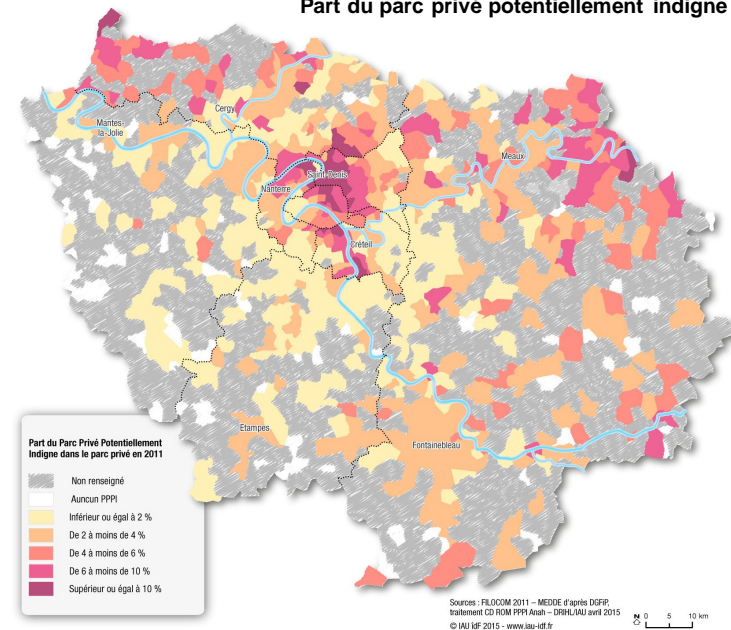 Part du parc privé potentiellement indigne
Cergy
Mantes-
la-Jolie
Meaux
Saint-Denis
Nanterre
Créteil
Etampes
Fontainebleau
Part du Parc Privé Potentiellement
Indigne dans le parc privé en 2011
Non renseigné
Auncun PPPI
Inférieur ou égal à 2 %
De 2 à moins de 4 %
De 4 à moins de 6 %
De 6 à moins de 10 %
Supérieur ou égal à 10 %
Sources : FILOCOM 2011 – MEDDE d'après DGFiP,
traitement CD ROM PPPI Anah – DRIHL/IAU avril 2015
© IAU îdF 2015 - www.iau-idf.fr
N 0 5 10 km